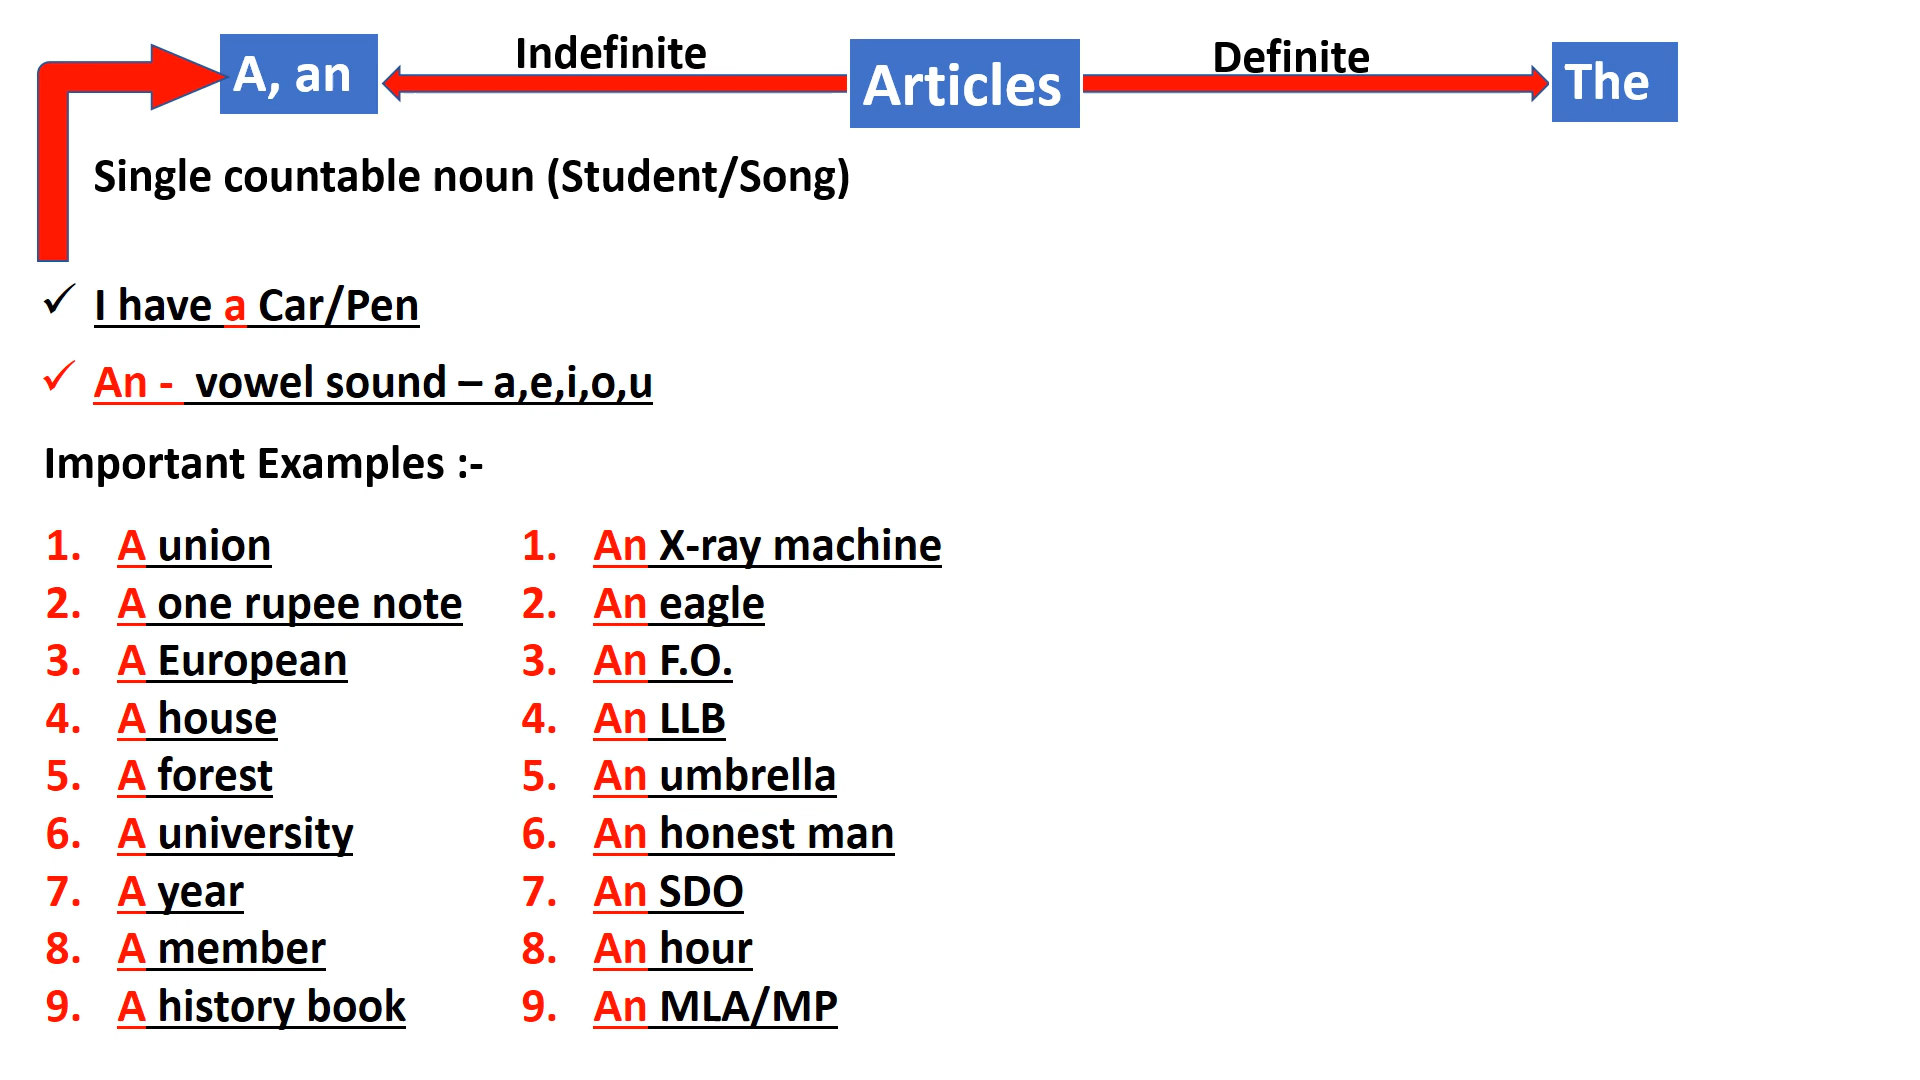 A, an
Indefinite
Articles
Definite
The
Single countable noun (Student/Song)
✓ I have a Car/Pen
✓ An - vowel sound – a,e,i,o,u
Important Examples :-
1. A union
2. A one rupee note
3. A European
4. A house
5. A forest
6. A university
7. A year
8. A member
9. A history book
1. An X-ray machine
2. An eagle
3. An F.O.
4. An LLB
5. An umbrella
6. An honest man
7. An SDO
8. An hour
9. An MLA/MP